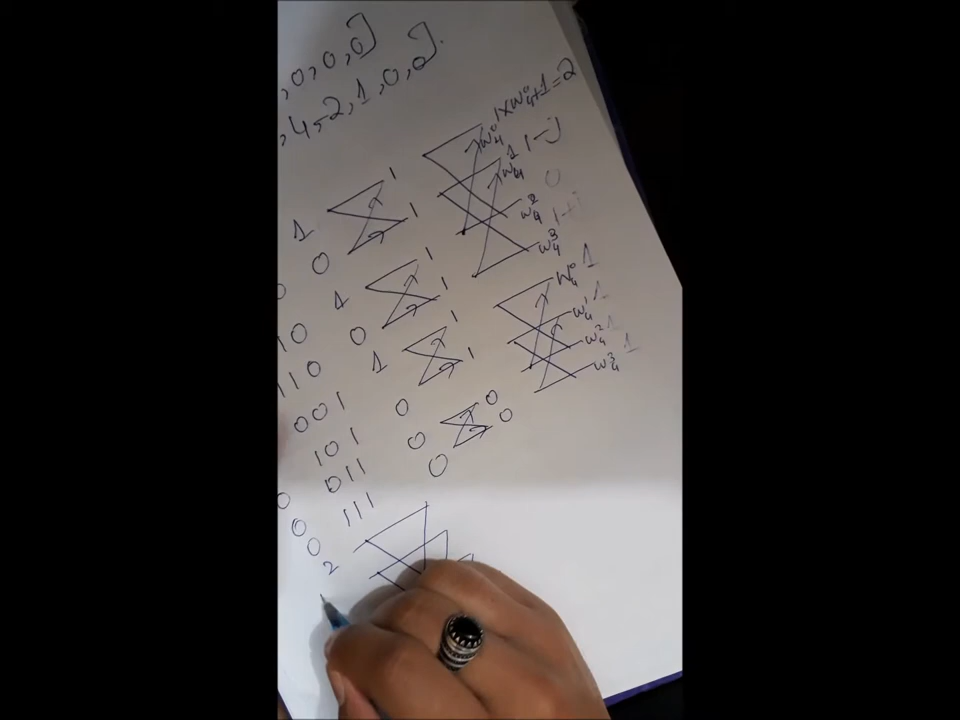 ,0,0,0]
,4,-2,1,0,0].
1 1 W₄⁰ 1×W₄⁰+1=2
0 1 W₄¹ 1-j
1 1 W₄² 0
0 1 W₄³ 1+j
10 1 1 W₄⁰ 1
110 0 1 W₄¹ 1
001 0 0 W₄² 1
101 0 0 W₄³ 1
0 011 0
0 111
0
2